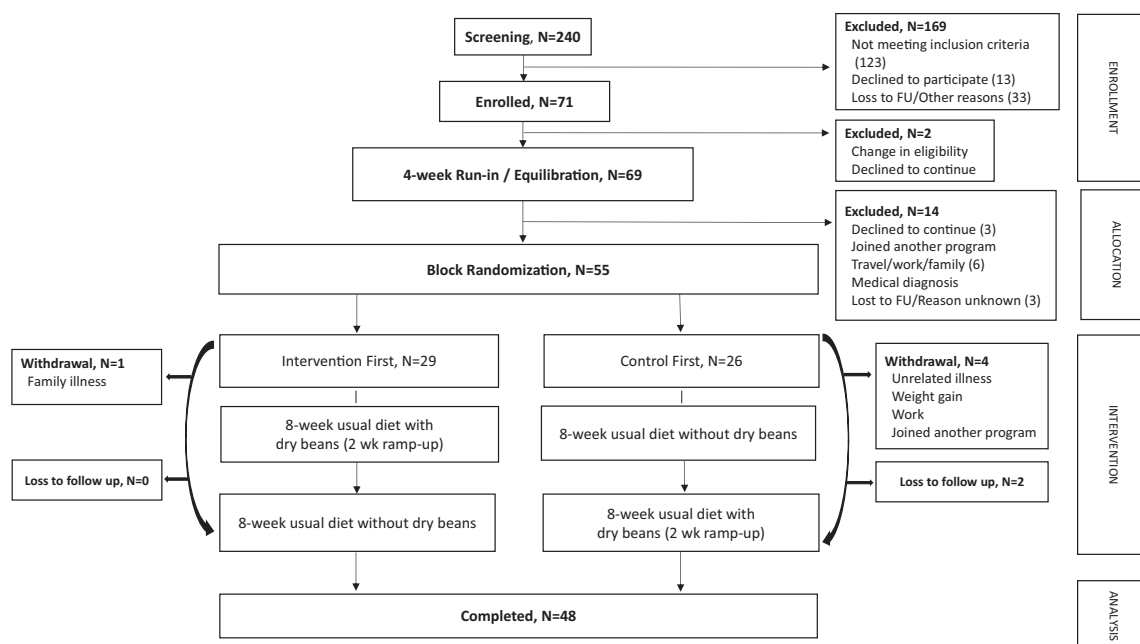 Screening, N=240
Excluded, N=169
Not meeting inclusion criteria
(123)
Declined to participate (13)
Loss to FU/Other reasons (33)
ENROLLMENT
Enrolled, N=71
Excluded, N=2
Change in eligibility
Declined to continue
4-week Run-in / Equilibration, N=69
Excluded, N=14
Declined to continue (3)
Joined another program
Travel/work/family (6)
Medical diagnosis
Lost to FU/Reason unknown (3)
ALLOCATION
Block Randomization, N=55
Intervention First, N=29
Control First, N=26
Withdrawal, N=1
Family illness
Withdrawal, N=4
Unrelated illness
Weight gain
Work
Joined another program
INTERVENTION
8-week usual diet with
dry beans (2 wk ramp-up)
8-week usual diet without dry beans
Loss to follow up, N=0
Loss to follow up, N=2
8-week usual diet without dry beans
8-week usual diet with
dry beans (2 wk ramp-up)
Completed, N=48
ANALYSIS